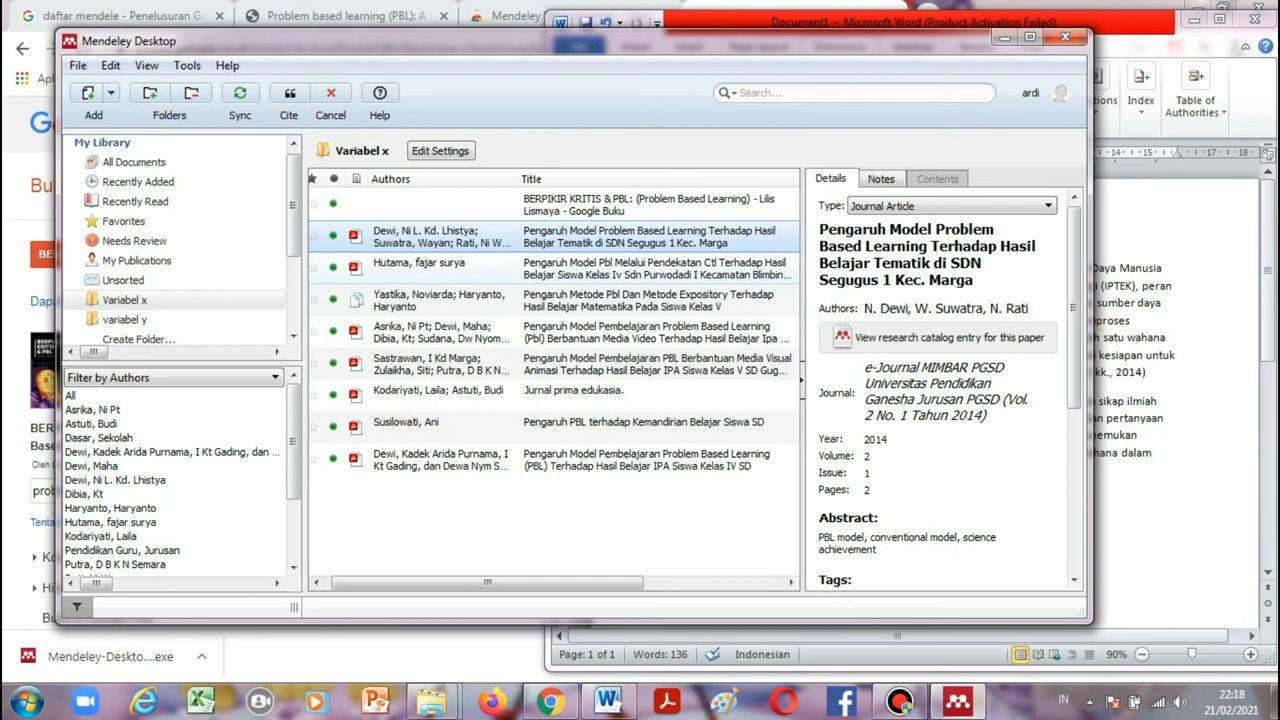 daftar mendele - Penelusuran G
Problem based learning (PBL): A
Mendeley
Document1 - Microsoft Word (Product Activation Failed)
Mendeley Desktop
File Edit View Tools Help
Add Folders Sync Cite Cancel Help
Search...
ardi
Index
Table of
Authorities
My Library
All Documents
Recently Added
Recently Read
Favorites
Needs Review
My Publications
Unsorted
Variabel x
variabel y
Create Folder...
Filter by Authors
All
Asrika, Ni Pt
Astuti, Budi
Dasar, Sekolah
Dewi, Kadek Arida Purnama, I Kt Gading, dan ...
Dewi, Maha
Dewi, Ni L. Kd. Lhistya
Dibia, Kt
Haryanto, Haryanto
Hutama, fajar surya
Kodariyati, Laila
Pendidikan Guru, Jurusan
Putra, D B K N Semara
Variabel x Edit Settings
Authors Title
BERPIKIR KRITIS & PBL: (Problem Based Learning) - Lilis
Lismaya - Google Buku
Dewi, Ni L. Kd. Lhistya; Pengaruh Model Problem Based Learning Terhadap Hasil
Suwatra, Wayan; Rati, Ni W... Belajar Tematik di SDN Segugus 1 Kec. Marga
Hutama, fajar surya Pengaruh Model Pbl Melalui Pendekatan Ctl Terhadap Hasil
Belajar Siswa Kelas Iv Sdn Purwodadi I Kecamatan Blimbin...
Yastika, Noviarda; Haryanto, Pengaruh Metode Pbl Dan Metode Expository Terhadap
Haryanto Hasil Belajar Matematika Pada Siswa Kelas V
Asrika, Ni Pt; Dewi, Maha; Pengaruh Model Pembelajaran Problem Based Learning
Dibia, Kt; Sudana, Dw Nyom... (Pbl) Berbantuan Media Video Terhadap Hasil Belajar Ipa ...
Sastrawan, I Kd Marga; Pengaruh Model Pembelajaran PBL Berbantuan Media Visual
Zulaikha, Siti; Putra, D B K N ... Animasi Terhadap Hasil Belajar IPA Siswa Kelas V SD Gug...
Kodariyati, Laila; Astuti, Budi Jurnal prima edukasia.
Susilowati, Ani Pengaruh PBL terhadap Kemandirian Belajar Siswa SD
Dewi, Kadek Arida Purnama, I Pengaruh Model Pembelajaran Problem Based Learning
Kt Gading, dan Dewa Nym S... (PBL) Terhadap Hasil Belajar IPA Siswa Kelas IV SD
Details Notes Contents
Type: Journal Article
Pengaruh Model Problem
Based Learning Terhadap Hasil
Belajar Tematik di SDN
Segugus 1 Kec. Marga
Authors: N. Dewi, W. Suwatra, N. Rati
View research catalog entry for this paper
e-Journal MIMBAR PGSD
Universitas Pendidikan
Journal: Ganesha Jurusan PGSD (Vol.
2 No. 1 Tahun 2014)
Year: 2014
Volume: 2
Issue: 1
Pages: 2
Abstract:
PBL model, conventional model, science
achievement
Tags:
14 15 17 18
Daya Manusia
(IPTEK), peran
sumber daya
proses
satu wahana
kesiapan untuk
kk., 2014)
sikap ilmiah
pertanyaan
memukan
hana dalam
Mendeley-Deskto....exe
Page: 1 of 1 Words: 136 Indonesian 90%
IN
22:18
21/02/2021